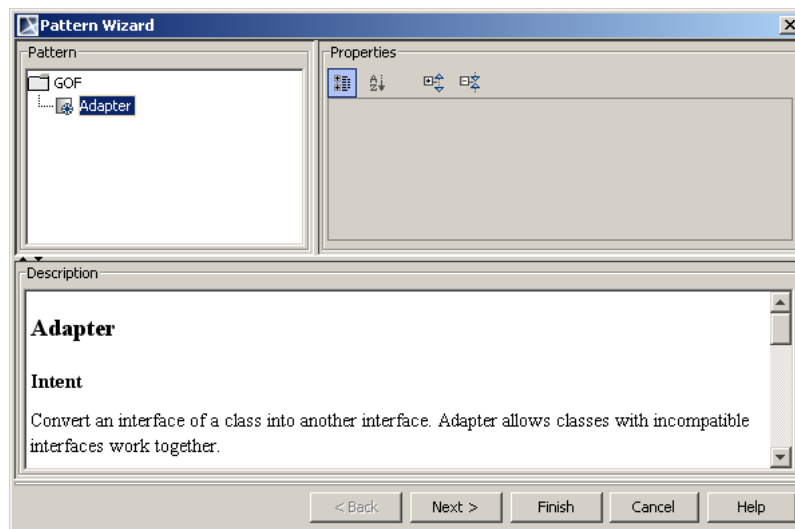 Pattern Wizard
Pattern
Properties
GOF
Adapter
Description
Adapter
Intent
Convert an interface of a class into another interface. Adapter allows classes with incompatible
interfaces work together.
< Back
Next >
Finish
Cancel
Help